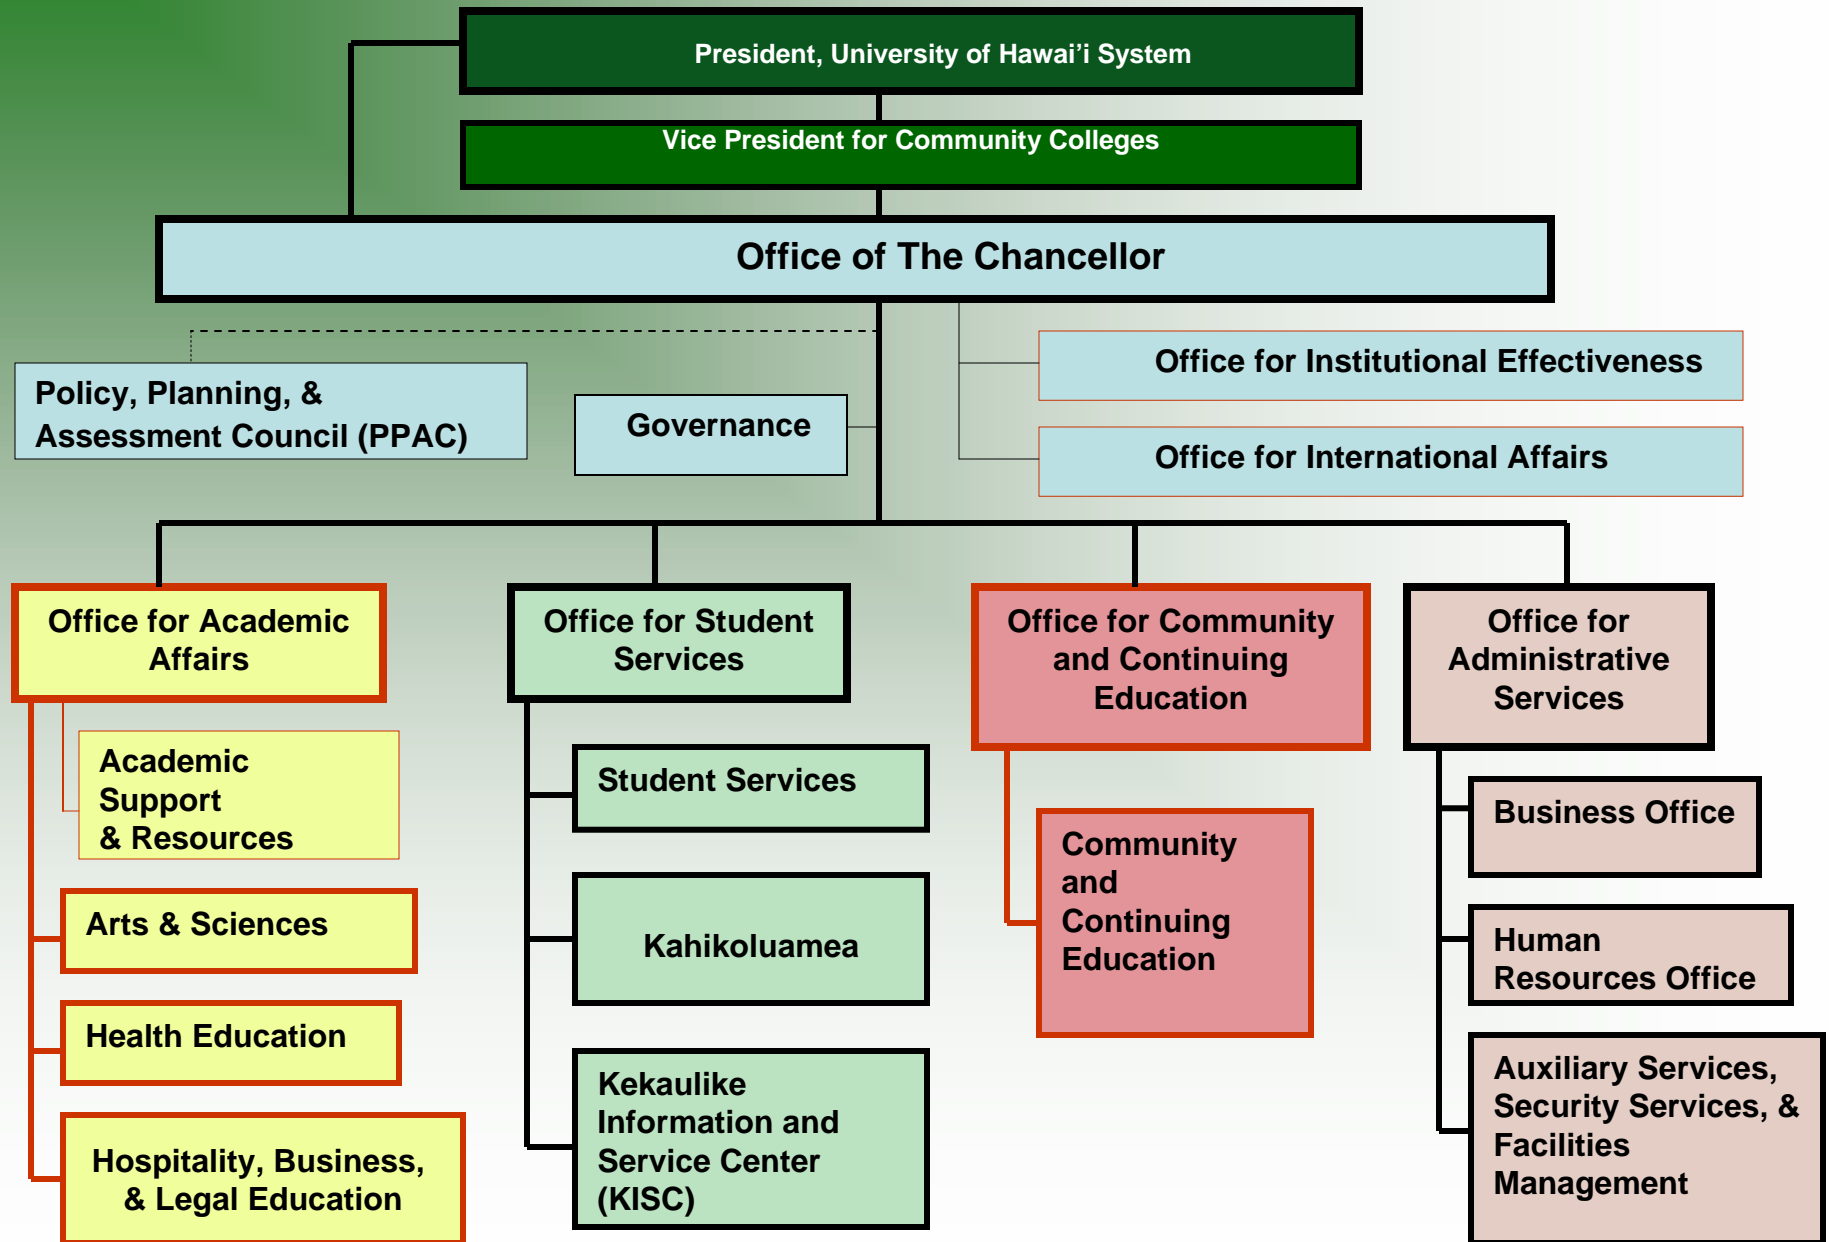 President, University of Hawai’i System
Vice President for Community Colleges
Office of The Chancellor
Policy, Planning, &
Assessment Council (PPAC)
Governance
Office for Institutional Effectiveness
Office for International Affairs
Office for Academic
Affairs
Academic
Support
& Resources
Arts & Sciences
Health Education
Hospitality, Business,
& Legal Education
Office for Student
Services
Student Services
Kahikoluamea
Kekaulike
Information and
Service Center
(KISC)
Office for Community
and Continuing
Education
Community
and
Continuing
Education
Office for
Administrative
Services
Business Office
Human
Resources Office
Auxiliary Services,
Security Services, &
Facilities
Management